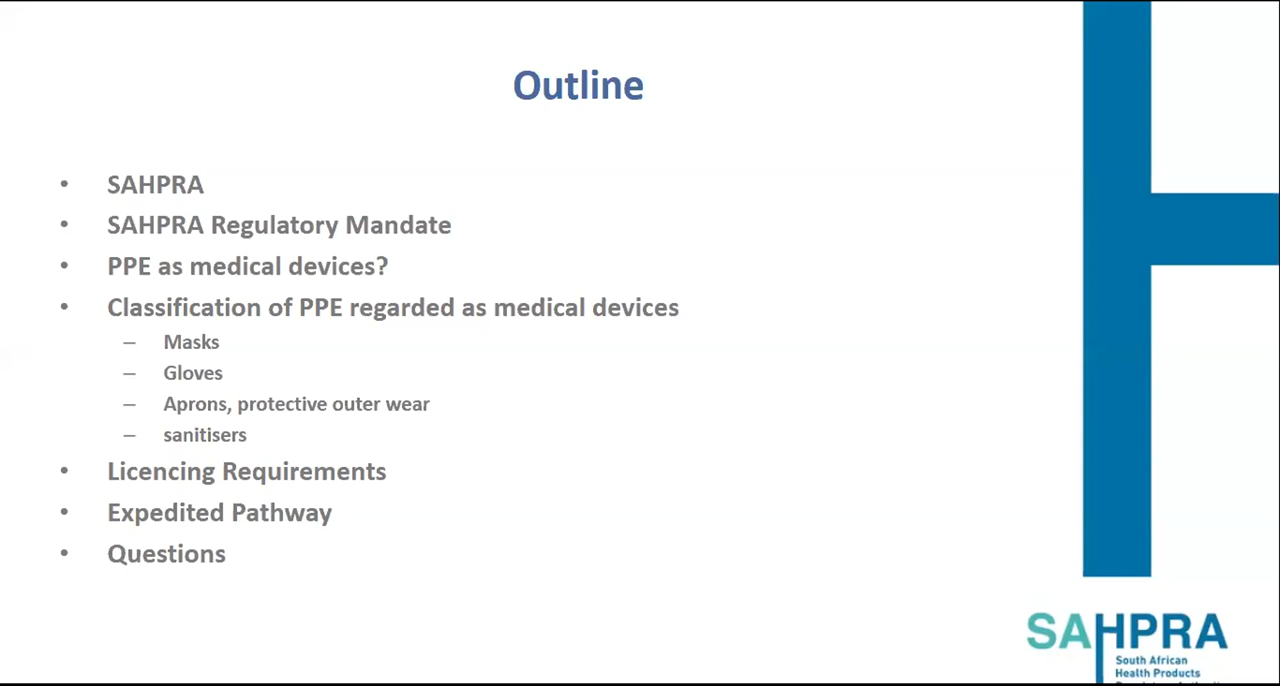 Outline
• SAHPRA
• SAHPRA Regulatory Mandate
• PPE as medical devices?
• Classification of PPE regarded as medical devices
– Masks
– Gloves
– Aprons, protective outer wear
– sanitisers
• Licencing Requirements
• Expedited Pathway
• Questions
SAHPRA
South African
Health Products